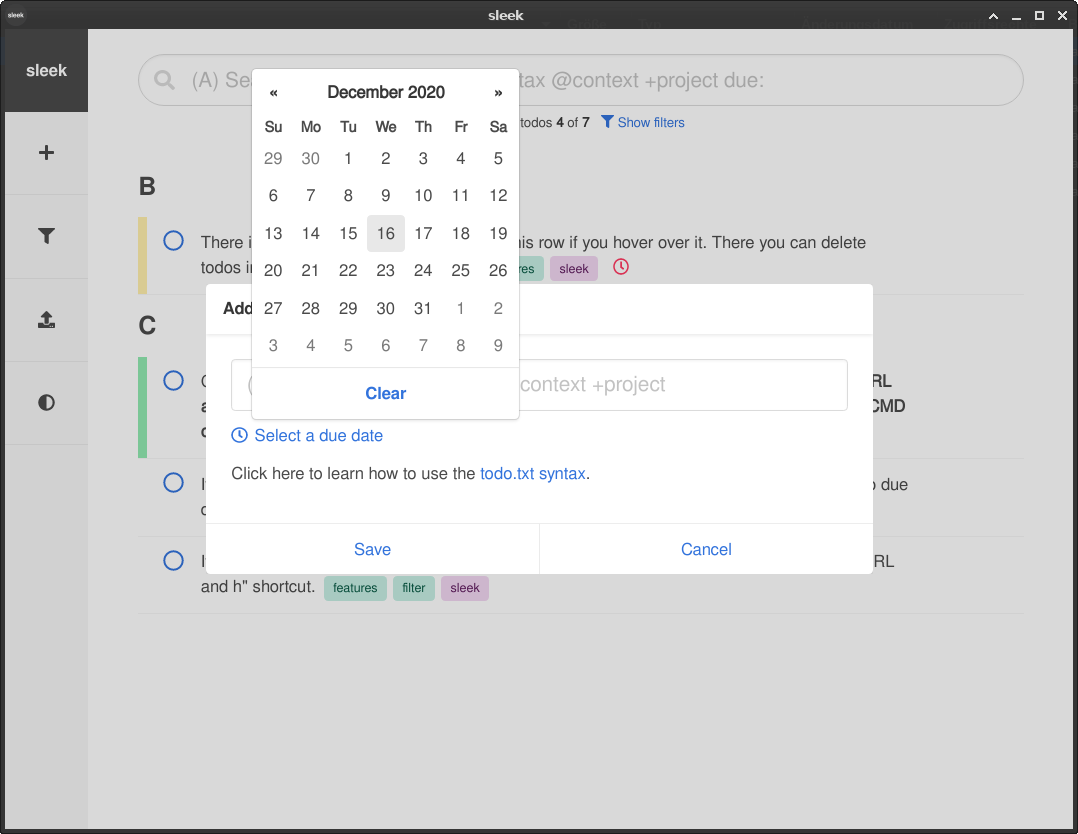 sleek
sleek
sleek
(A) Se tax @context +project due:
todos 4 of 7 Show filters
« December 2020 »
Su Mo Tu We Th Fr Sa
29 30 1 2 3 4 5
6 7 8 9 10 11 12
13 14 15 16 17 18 19
20 21 22 23 24 25 26
27 28 29 30 31 1 2
3 4 5 6 7 8 9
Clear
B
There i his row if you hover over it. There you can delete
todos in res sleek
Add
C
RL
a CMD
context +project
Select a due date
Click here to learn how to use the todo.txt syntax.
o due
Save Cancel
RL
and h" shortcut. features filter sleek